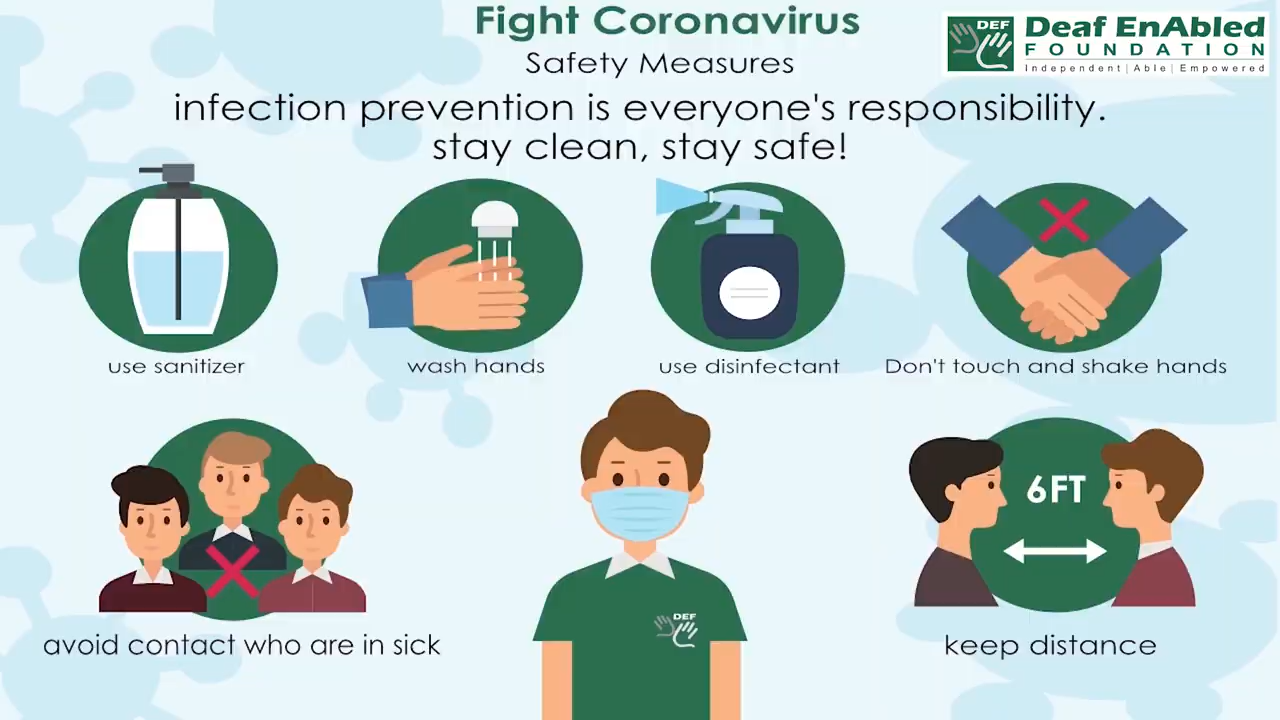 Fight Coronavirus
Safety Measures
DEF
Deaf EnAbled
FOUNDATION
Independent | Able | Empowered
infection prevention is everyone's responsibility.
stay clean, stay safe!
use sanitizer
wash hands
use disinfectant
Don't touch and shake hands
6FT
DEF
avoid contact who are in sick
keep distance